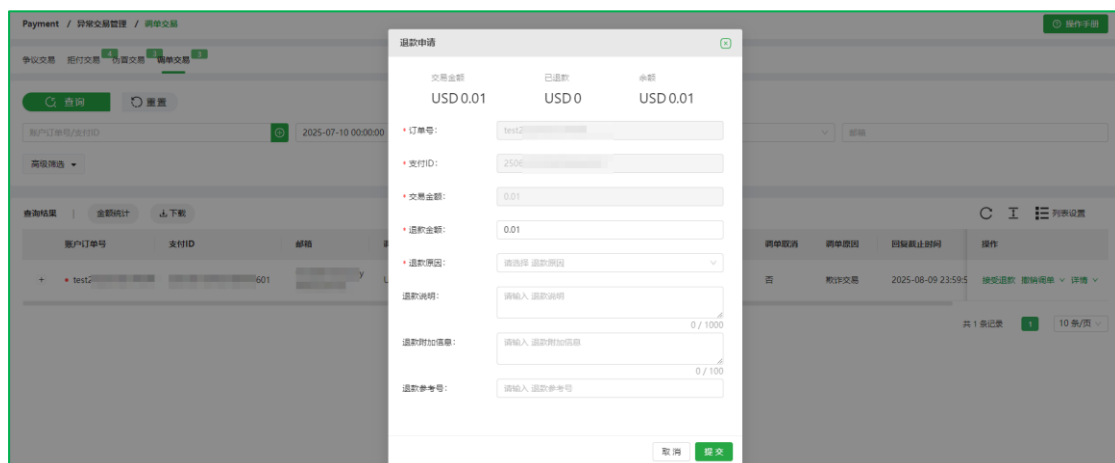 Payment / 异常交易管理 / 调单交易
操作手册
争议交易 拒付交易 4 伪冒交易 3 调单交易 3
查询 重置
账户订单号/支付ID 2025-07-10 00:00:00 邮箱
高级筛选
查询结果 | 金额统计 下载 列表设置
账户订单号 支付ID 邮箱 调单取消 调单原因 回复截止时间 操作
+ test2 601 y 否 欺诈交易 2025-08-09 23:59:5 接受退款 撤销调单 详情
共 1 条记录 1 10 条/页
退款申请
交易金额 已退款 余额
USD 0.01 USD 0 USD 0.01
* 订单号: test2
* 支付ID: 2506
* 交易金额: 0.01
* 退款金额: 0.01
* 退款原因: 请选择 退款原因
退款说明: 请输入 退款说明
0 / 1000
退款附加信息: 请输入 退款附加信息
0 / 100
退款参考号: 请输入 退款参考号
取消 提交